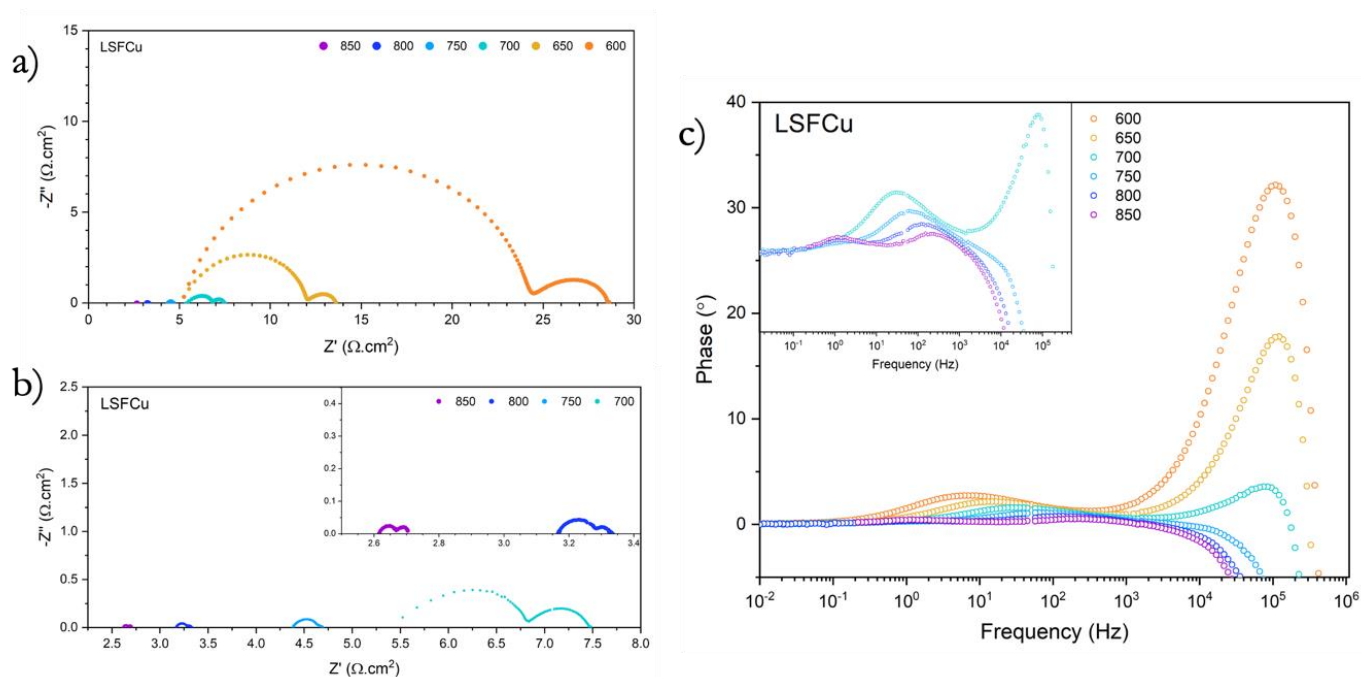 a)
LSFCu
850 800 750 700 650 600
15
10
5
0
-Z" (Ω.cm²)
0 5 10 15 20 25 30
Z' (Ω.cm²)
b)
LSFCu
850 800 750 700
2.5
2.0
1.5
1.0
0.5
0.0
-Z" (Ω.cm²)
0.4
0.3
0.2
0.1
0.0
2.6 2.8 3.0 3.2 3.4
2.5 3.0 3.5 4.0 4.5 5.0 5.5 6.0 6.5 7.0 7.5 8.0
Z' (Ω.cm²)
c)
LSFCu
600
650
700
750
800
850
40
30
20
10
0
Phase (°)
10⁻¹ 10⁰ 10¹ 10² 10³ 10⁴ 10⁵
Frequency (Hz)
10⁻² 10⁻¹ 10⁰ 10¹ 10² 10³ 10⁴ 10⁵ 10⁶
Frequency (Hz)